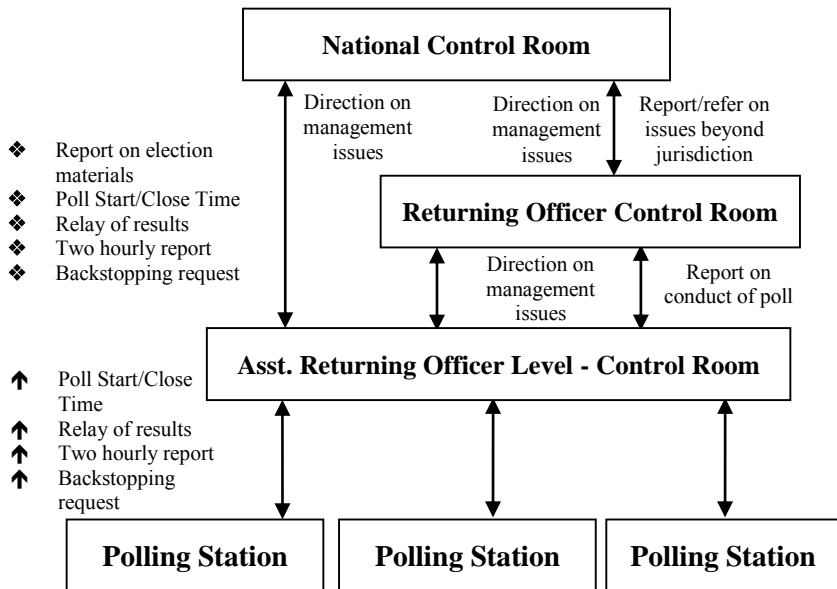 National Control Room
Direction on
management
issues
Direction on
management
issues
Report/refer on
issues beyond
jurisdiction
❖ Report on election
materials
❖ Poll Start/Close Time
❖ Relay of results
❖ Two hourly report
❖ Backstopping request
Returning Officer Control Room
Direction on
management
issues
Report on
conduct of poll
Asst. Returning Officer Level - Control Room
↑ Poll Start/Close
Time
↑ Relay of results
↑ Two hourly report
↑ Backstopping
request
Polling Station
Polling Station
Polling Station